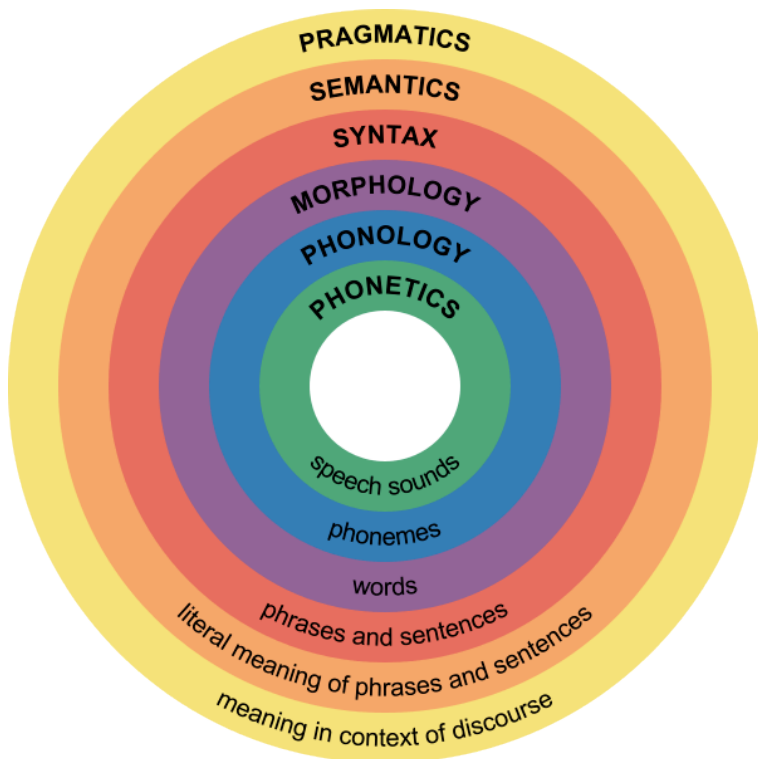 PRAGMATICS
SEMANTICS
SYNTAX
MORPHOLOGY
PHONOLOGY
PHONETICS
speech sounds
phonemes
words
phrases and sentences
literal meaning of phrases and sentences
meaning in context of discourse